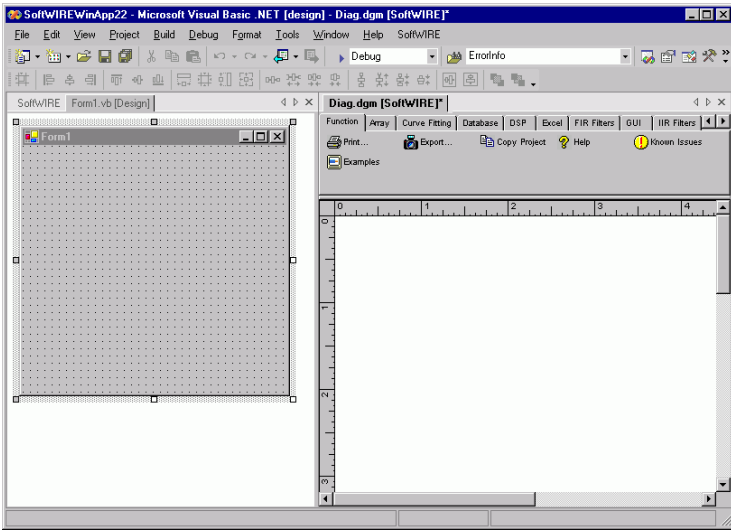 SoftWIREWinApp22 - Microsoft Visual Basic .NET [design] - Diag.dgm [SoftWIRE]*
File Edit View Project Build Debug Format Tools Window Help SoftWIRE
Debug ErrorInfo
SoftWIRE Form1.vb [Design]
Diag.dgm [SoftWIRE]*
Form1
Function Array Curve Fitting Database DSP Excel FIR Filters GUI IIR Filters
Print... Export... Copy Project Help Known Issues
Examples
0 1 2 3 4
0
1
2
3